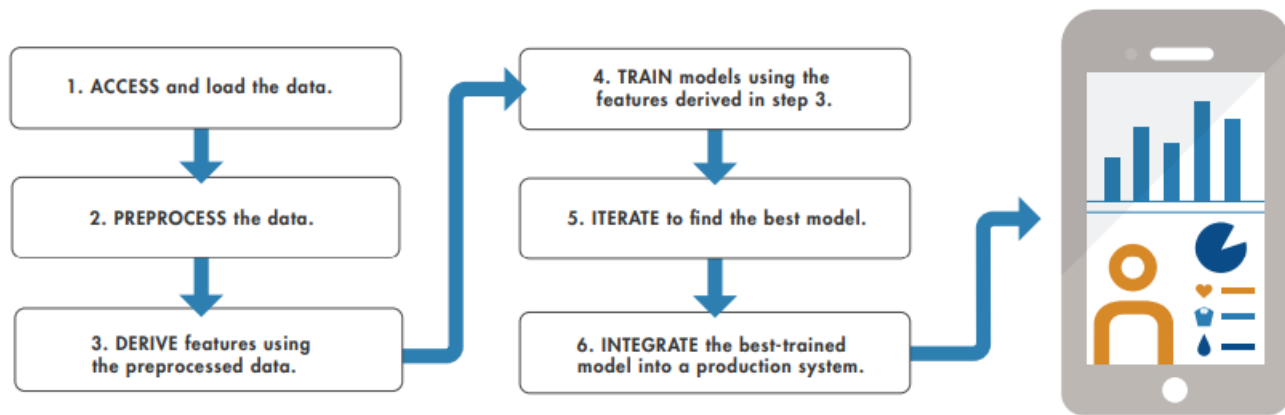 1. ACCESS and load the data.
2. PREPROCESS the data.
3. DERIVE features using
the preprocessed data.
4. TRAIN models using the
features derived in step 3.
5. ITERATE to find the best model.
6. INTEGRATE the best-trained
model into a production system.